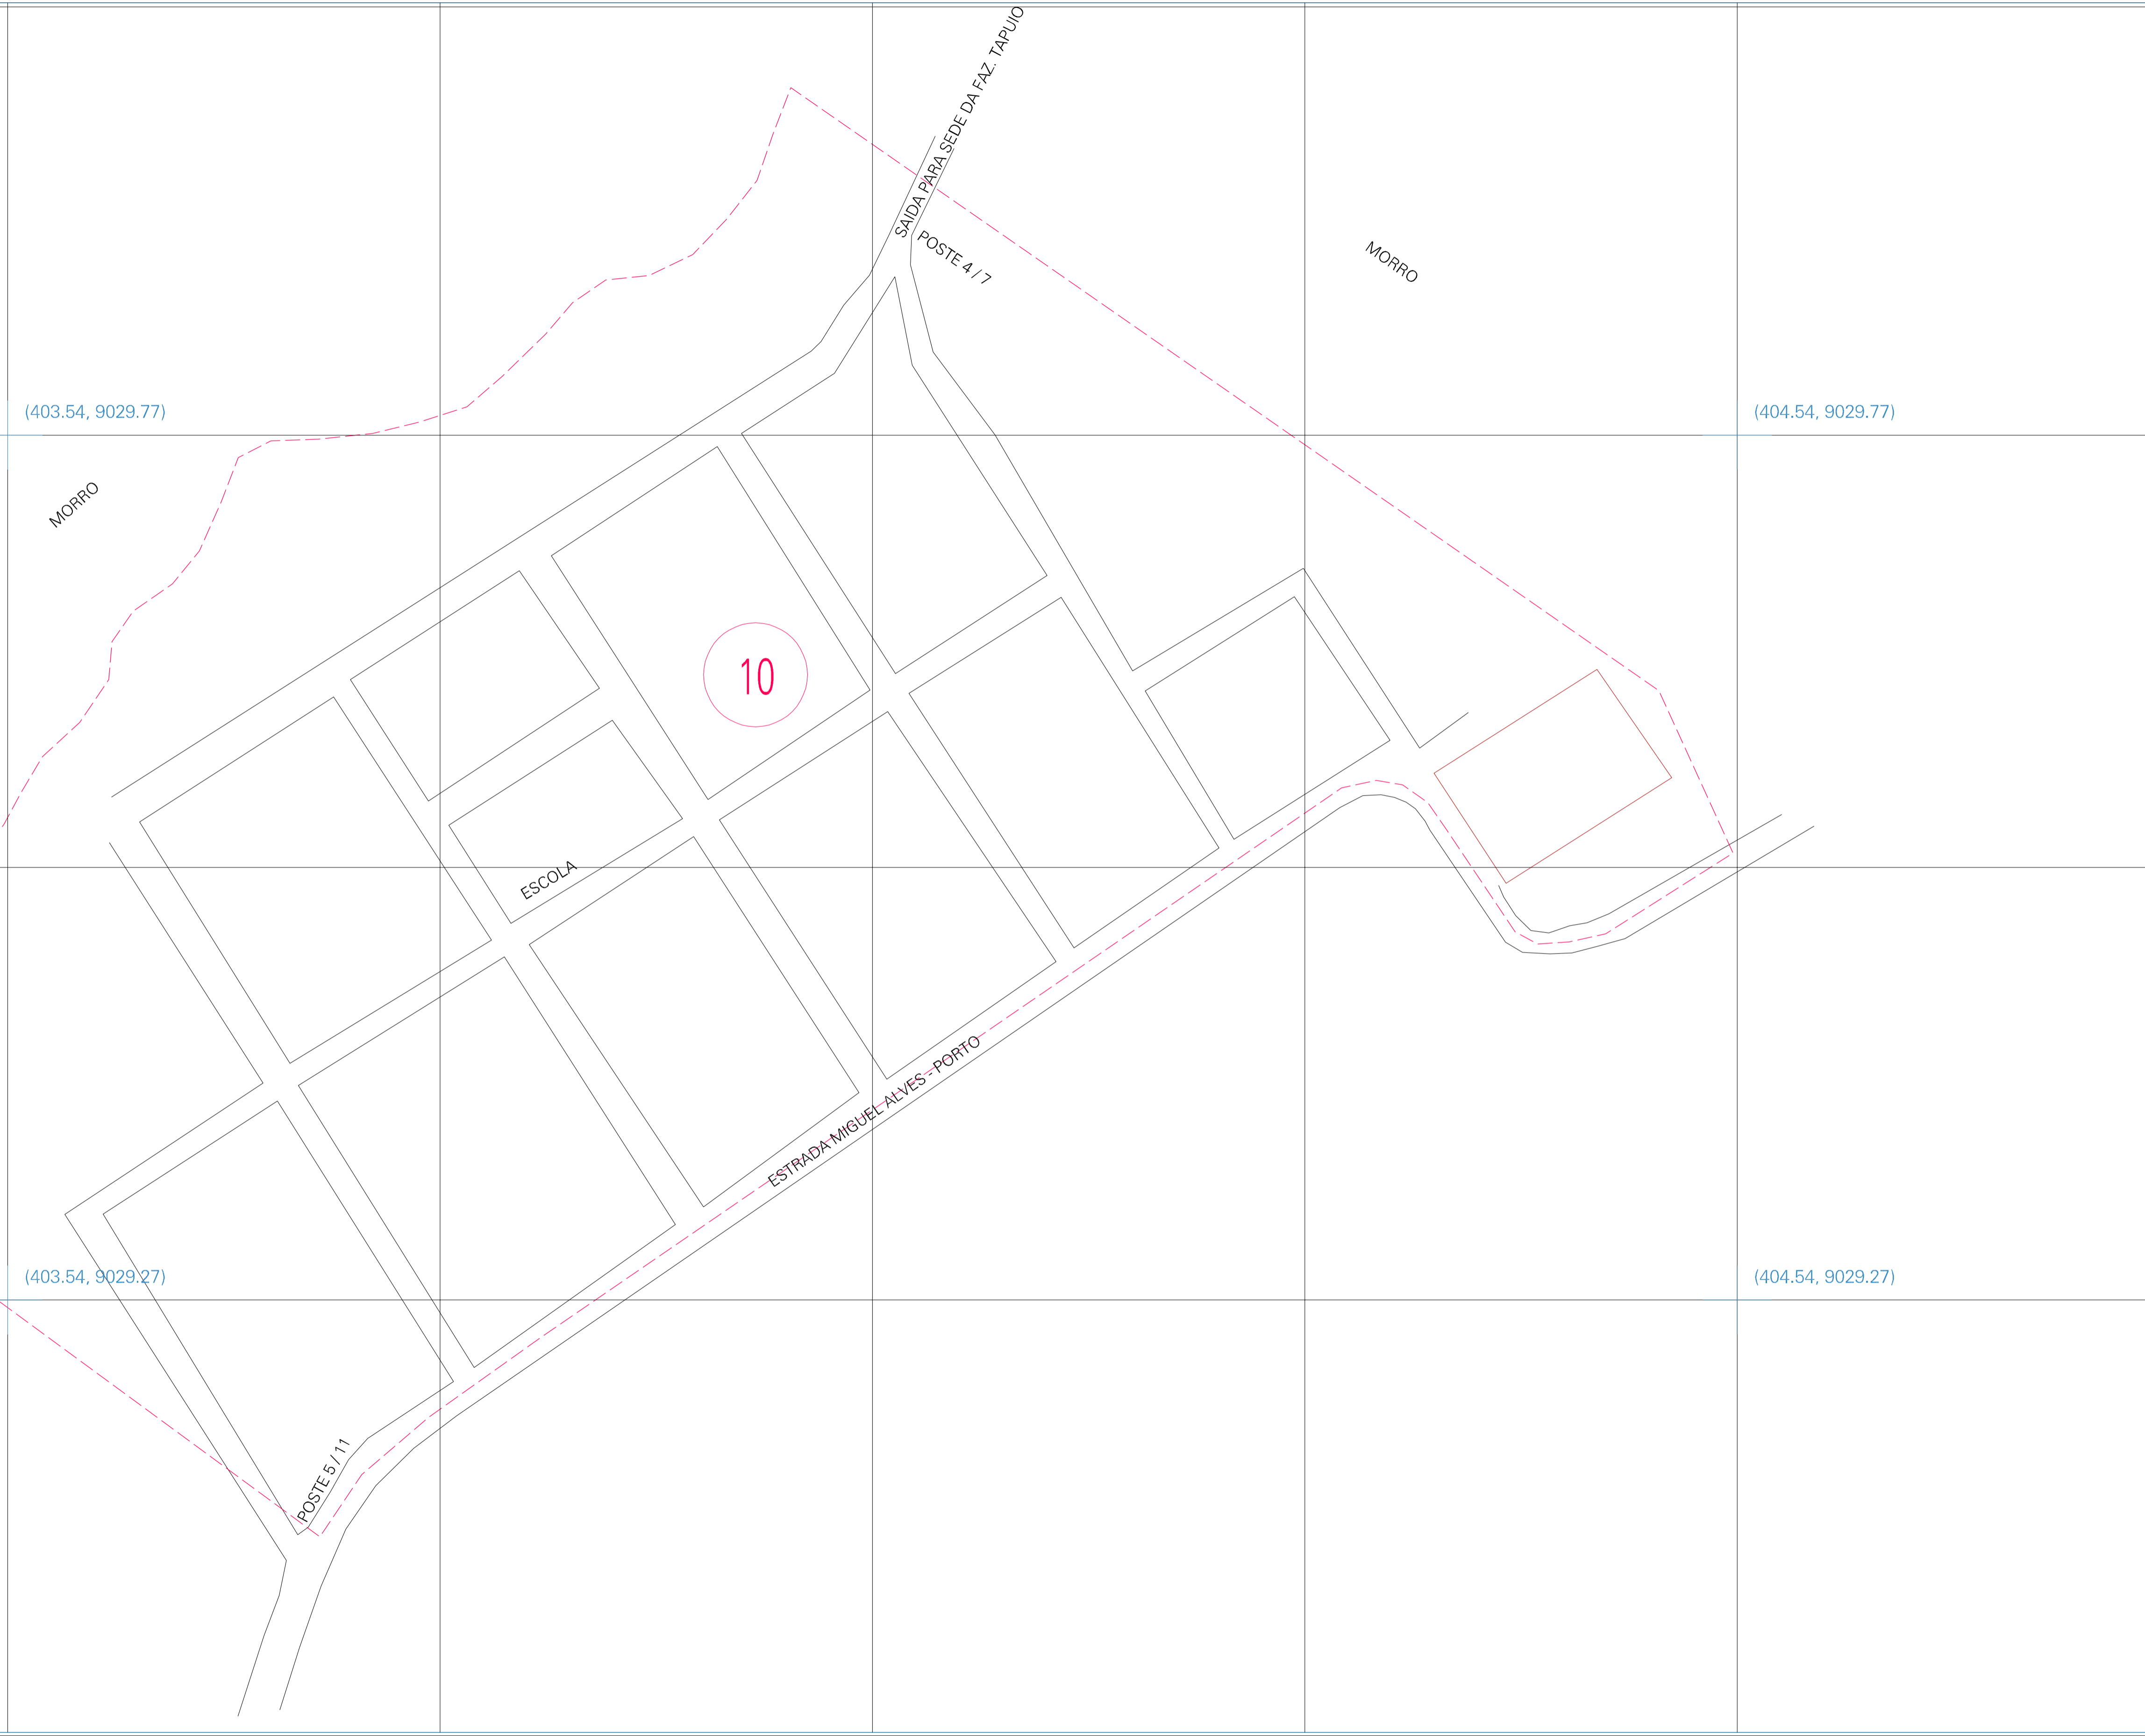 SAIDA PARA SEDE DA FAZ. TAPUIO
POSTE 4 / 7
MORRO
(403.54, 9029.77)
(404.54, 9029.77)
MORRO
10
ESCOLA
ESTRADA MIGUEL ALVES - PORTO
(403.54, 9029.27)
(404.54, 9029.27)
POSTE 5 / 11